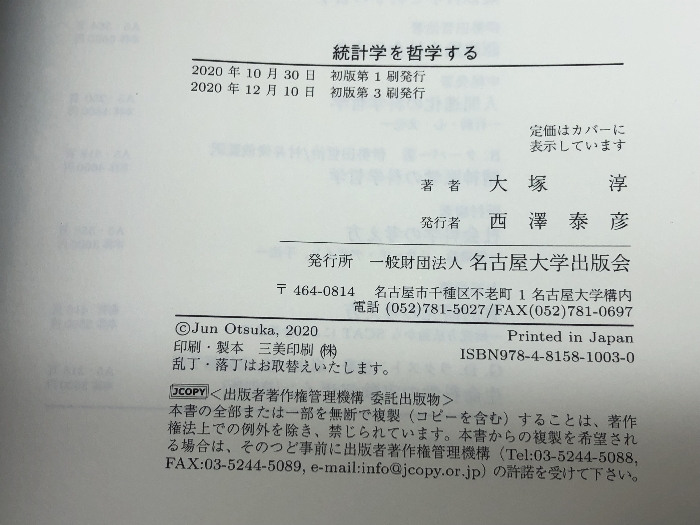 統計学を哲学する
2020 年 10 月 30 日 初版第 1 刷発行
2020 年 12 月 10 日 初版第 3 刷発行
定価はカバーに
表示しています
著 者 大 塚 淳
発行者 西 澤 泰 彦
発行所 一般財団法人 名古屋大学出版会
〒 464-0814 名古屋市千種区不老町 1 名古屋大学構内
電話 (052)781-5027/FAX(052)781-0697
©Jun Otsuka, 2020 Printed in Japan
印刷・製本 三美印刷 ㈱ ISBN978-4-8158-1003-0
乱丁・落丁はお取替えいたします。
JCOPY <出版者著作権管理機構 委託出版物>
本書の全部または一部を無断で複製（コピーを含む）することは、著作
権法上での例外を除き、禁じられています。本書からの複製を希望され
る場合は、そのつど事前に出版者著作権管理機構 (Tel:03-5244-5088,
FAX:03-5244-5089, e-mail:info@jcopy.or.jp) の許諾を受けて下さい。